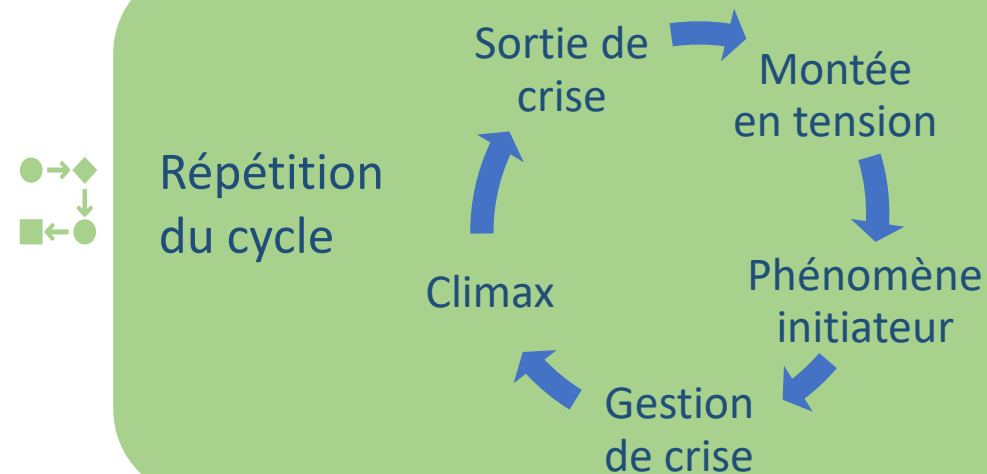 Répétition
du cycle
Sortie de
crise
Montée
en tension
Phénomène
initiateur
Gestion
de crise
Climax